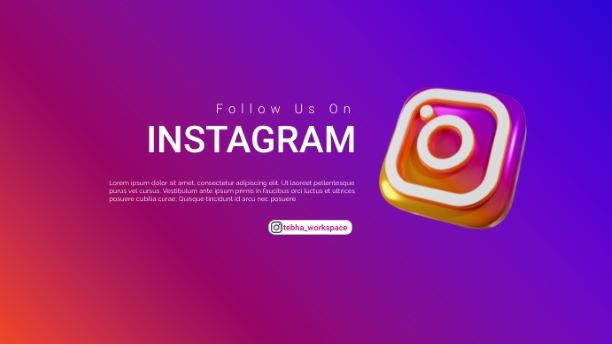 Follow Us On
INSTAGRAM
Lorem ipsum dolor sit amet, consectetur adipiscing elit. Ut laoreet pellentesque
purus vel cursus. Vestibulum ante ipsum primis in faucibus orci luctus et ultrices
posuere cubilia curae; Quisque tincidunt id arcu nec posuere
tebha_workspace